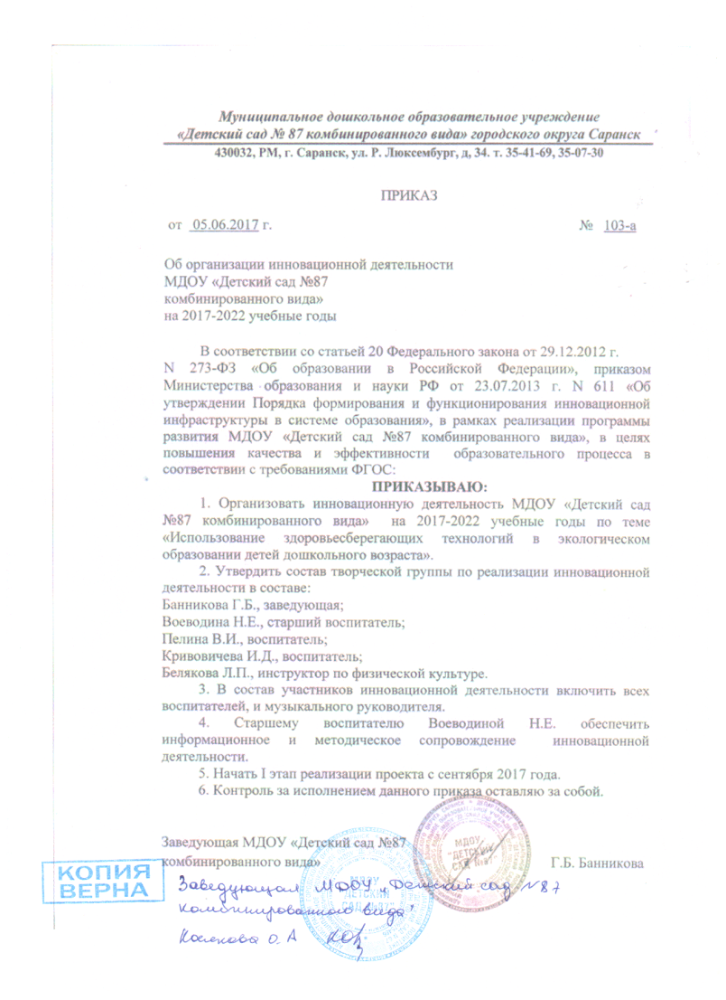 Муниципальное дошкольное образовательное учреждение
«Детский сад № 87 комбинированного вида» городского округа Саранск
430032, РМ, г. Саранск, ул. Р. Люксембург, д, 34. т. 35-41-69, 35-07-30
ПРИКАЗ
от 05.06.2017 г. № 103-а
Об организации инновационной деятельности
МДОУ «Детский сад №87
комбинированного вида»
на 2017-2022 учебные годы
В соответствии со статьей 20 Федерального закона от 29.12.2012 г.
N 273-ФЗ «Об образовании в Российской Федерации», приказом
Министерства образования и науки РФ от 23.07.2013 г. N 611 «Об
утверждении Порядка формирования и функционирования инновационной
инфраструктуры в системе образования», в рамках реализации программы
развития МДОУ «Детский сад №87 комбинированного вида», в целях
повышения качества и эффективности образовательного процесса в
соответствии с требованиями ФГОС:
ПРИКАЗЫВАЮ:
1. Организовать инновационную деятельность МДОУ «Детский сад
№87 комбинированного вида» на 2017-2022 учебные годы по теме
«Использование здоровьесберегающих технологий в экологическом
образовании детей дошкольного возраста».
2. Утвердить состав творческой группы по реализации инновационной
деятельности в составе:
Банникова Г.Б., заведующая;
Воеводина Н.Е., старший воспитатель;
Пелина В.И., воспитатель;
Кривовичева И.Д., воспитатель;
Белякова Л.П., инструктор по физической культуре.
3. В состав участников инновационной деятельности включить всех
воспитателей, и музыкального руководителя.
4. Старшему воспитателю Воеводиной Н.Е. обеспечить
информационное и методическое сопровождение инновационной
деятельности.
5. Начать I этап реализации проекта с сентября 2017 года.
6. Контроль за исполнением данного приказа оставляю за собой.
Заведующая МДОУ «Детский сад №87
комбинированного вида» Г.Б. Банникова
МДОУ
"ДЕТСКИЙ
САД №87"
КОПИЯ
ВЕРНА
Заведующая МДОУ „Детский сад №87
комбинированного вида"
О.А